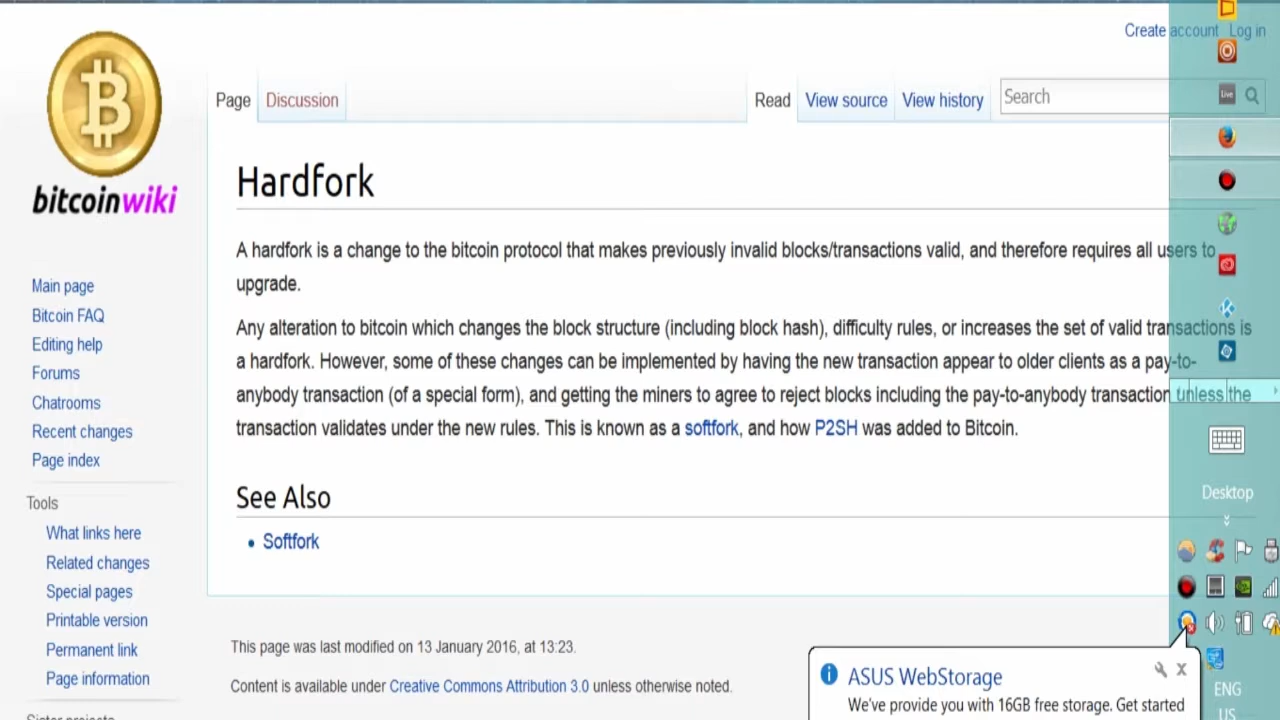 Create account Log in
Page Discussion Read View source View history Search
Live
bitcoinwiki
Hardfork
A hardfork is a change to the bitcoin protocol that makes previously invalid blocks/transactions valid, and therefore requires all users to
upgrade.
Any alteration to bitcoin which changes the block structure (including block hash), difficulty rules, or increases the set of valid transactions is
a hardfork. However, some of these changes can be implemented by having the new transaction appear to older clients as a pay-to-
anybody transaction (of a special form), and getting the miners to agree to reject blocks including the pay-to-anybody transaction unless the
transaction validates under the new rules. This is known as a softfork, and how P2SH was added to Bitcoin.
See Also
Softfork
This page was last modified on 13 January 2016, at 13:23.
Content is available under Creative Commons Attribution 3.0 unless otherwise noted.
Main page
Bitcoin FAQ
Editing help
Forums
Chatrooms
Recent changes
Page index
Tools
What links here
Related changes
Special pages
Printable version
Permanent link
Page information
Sister projects
Desktop
ASUS WebStorage
We've provide you with 16GB free storage. Get started
ENG
US